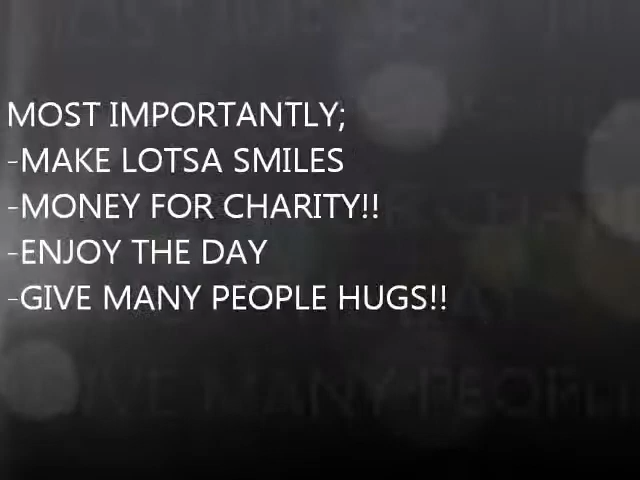 MOST IMPORTANTLY;
-MAKE LOTSA SMILES
-MONEY FOR CHARITY!!
-ENJOY THE DAY
-GIVE MANY PEOPLE HUGS!!